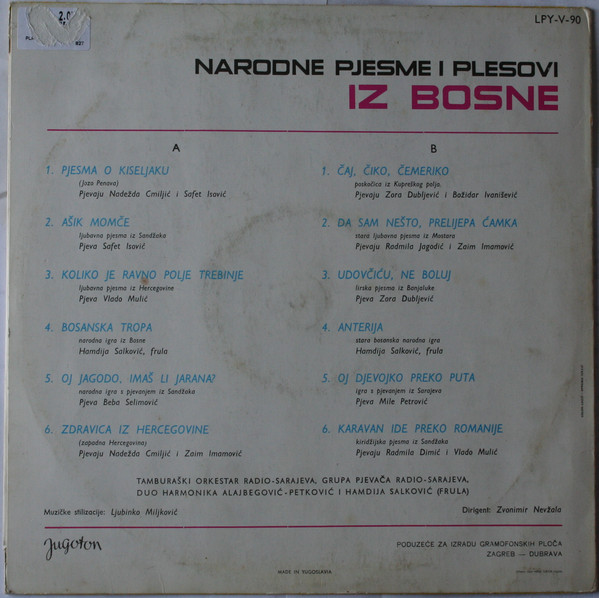 2.0
LPY-V-90
NARODNE PJESME I PLESOVI
IZ BOSNE
A
1. PJESMA O KISELJAKU
(Jozo Penava)
Pjevaju Nadežda Cmiljić i Safet Isović
2. AŠIK MOMČE
ljubavna pjesma iz Sandžaka
Pjeva Safet Isović
3. KOLIKO JE RAVNO POLJE TREBINJE
ljubavna pjesma iz Hercegovine
Pjeva Vlado Mulić
4. BOSANSKA TROPA
narodna igra iz Bosne
Hamdija Salković, frula
5. OJ JAGODO, IMAŠ LI JARANA?
narodna igra s pjevanjem iz Sandžaka
Pjeva Beba Selimović
6. ZDRAVICA IZ HERCEGOVINE
(zapadna Hercegovina)
Pjevaju Nadežda Cmiljić i Zaim Imamović
B
1. ČAJ, ČIKO, ČEMERIKO
poskočica iz Kupreškog polja,
Pjevaju Zora Dubljević i Božidar Ivanišević
2. DA SAM NEŠTO, PRELIJEPA ĆAMKA
stara ljubavna pjesma iz Mostara
Pjevaju Radmila Jagodić i Zaim Imamović
3. UDOVČIĆU, NE BOLUJ
lirska pjesma iz Banjaluke
Pjeva Zora Dubljević
4. ANTERIJA
stara bosanska narodna igra
Hamdija Salković, frula
5. OJ DJEVOJKO PREKO PUTA
igra s pjevanjem iz Sarajeva
Pjeva Mile Petrović
6. KARAVAN IDE PREKO ROMANIJE
kiridžijska pjesma iz Sandžaka
Pjevaju Radmila Dimić i Vlado Mulić
TAMBURAŠKI ORKESTAR RADIO-SARAJEVA, GRUPA PJEVAČA RADIO-SARAJEVA,
DUO HARMONIKA ALAJBEGOVIĆ-PETKOVIĆ I HAMDIJA SALKOVIĆ (FRULA)
Muzičke stilizacije: Ljubinko Miljković
Dirigent: Zvonimir Nevžala
Jugoton
PODUZEĆE ZA IZRADU GRAMOFONSKIH PLOČA
ZAGREB — DUBRAVA
MADE IN YUGOSLAVIA